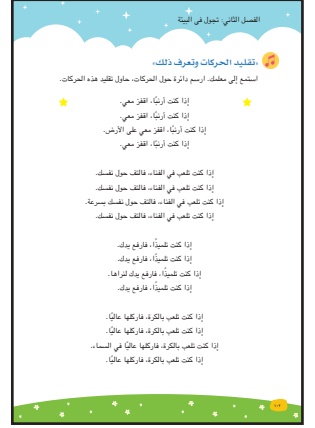 الفصل الثاني: تجول في البيئة
«تقليد الحركات وتعرف ذلك»
استمع إلى معلمك. ارسم دائرة حول الحركات، حاول تقليد هذه الحركات.
إذا كنت أرنبًا، اقفز معي.
إذا كنت أرنبًا، اقفز معي.
إذا كنت أرنبًا، اقفز معي على الأرض.
إذا كنت أرنبًا، اقفز معي.
إذا كنت تلعب في الفناء، فالتف حول نفسك.
إذا كنت تلعب في الفناء، فالتف حول نفسك.
إذا كنت تلعب في الفناء، فالتف حول نفسك بسرعة.
إذا كنت تلعب في الفناء، فالتف حول نفسك.
إذا كنت تلميذًا، فارفع يدك.
إذا كنت تلميذًا، فارفع يدك.
إذا كنت تلميذًا، فارفع يدك لنراها.
إذا كنت تلميذًا، فارفع يدك.
إذا كنت تلعب بالكرة، فاركلها عاليًا.
إذا كنت تلعب بالكرة، فاركلها عاليًا.
إذا كنت تلعب بالكرة، فاركلها عاليًا في السماء.
إذا كنت تلعب بالكرة، فاركلها عاليًا.